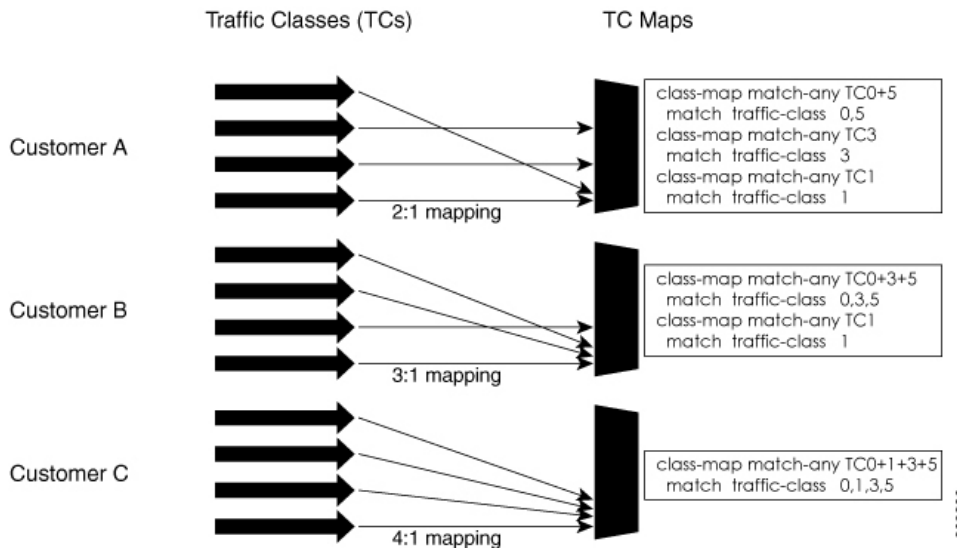 Traffic Classes (TCs)
TC Maps
Customer A
2:1 mapping
class-map match-any TC0+5
match traffic-class 0,5
class-map match-any TC3
match traffic-class 3
class-map match-any TC1
match traffic-class 1
Customer B
3:1 mapping
class-map match-any TC0+3+5
match traffic-class 0,3,5
class-map match-any TC1
match traffic-class 1
Customer C
4:1 mapping
class-map match-any TC0+1+3+5
match traffic-class 0,1,3,5